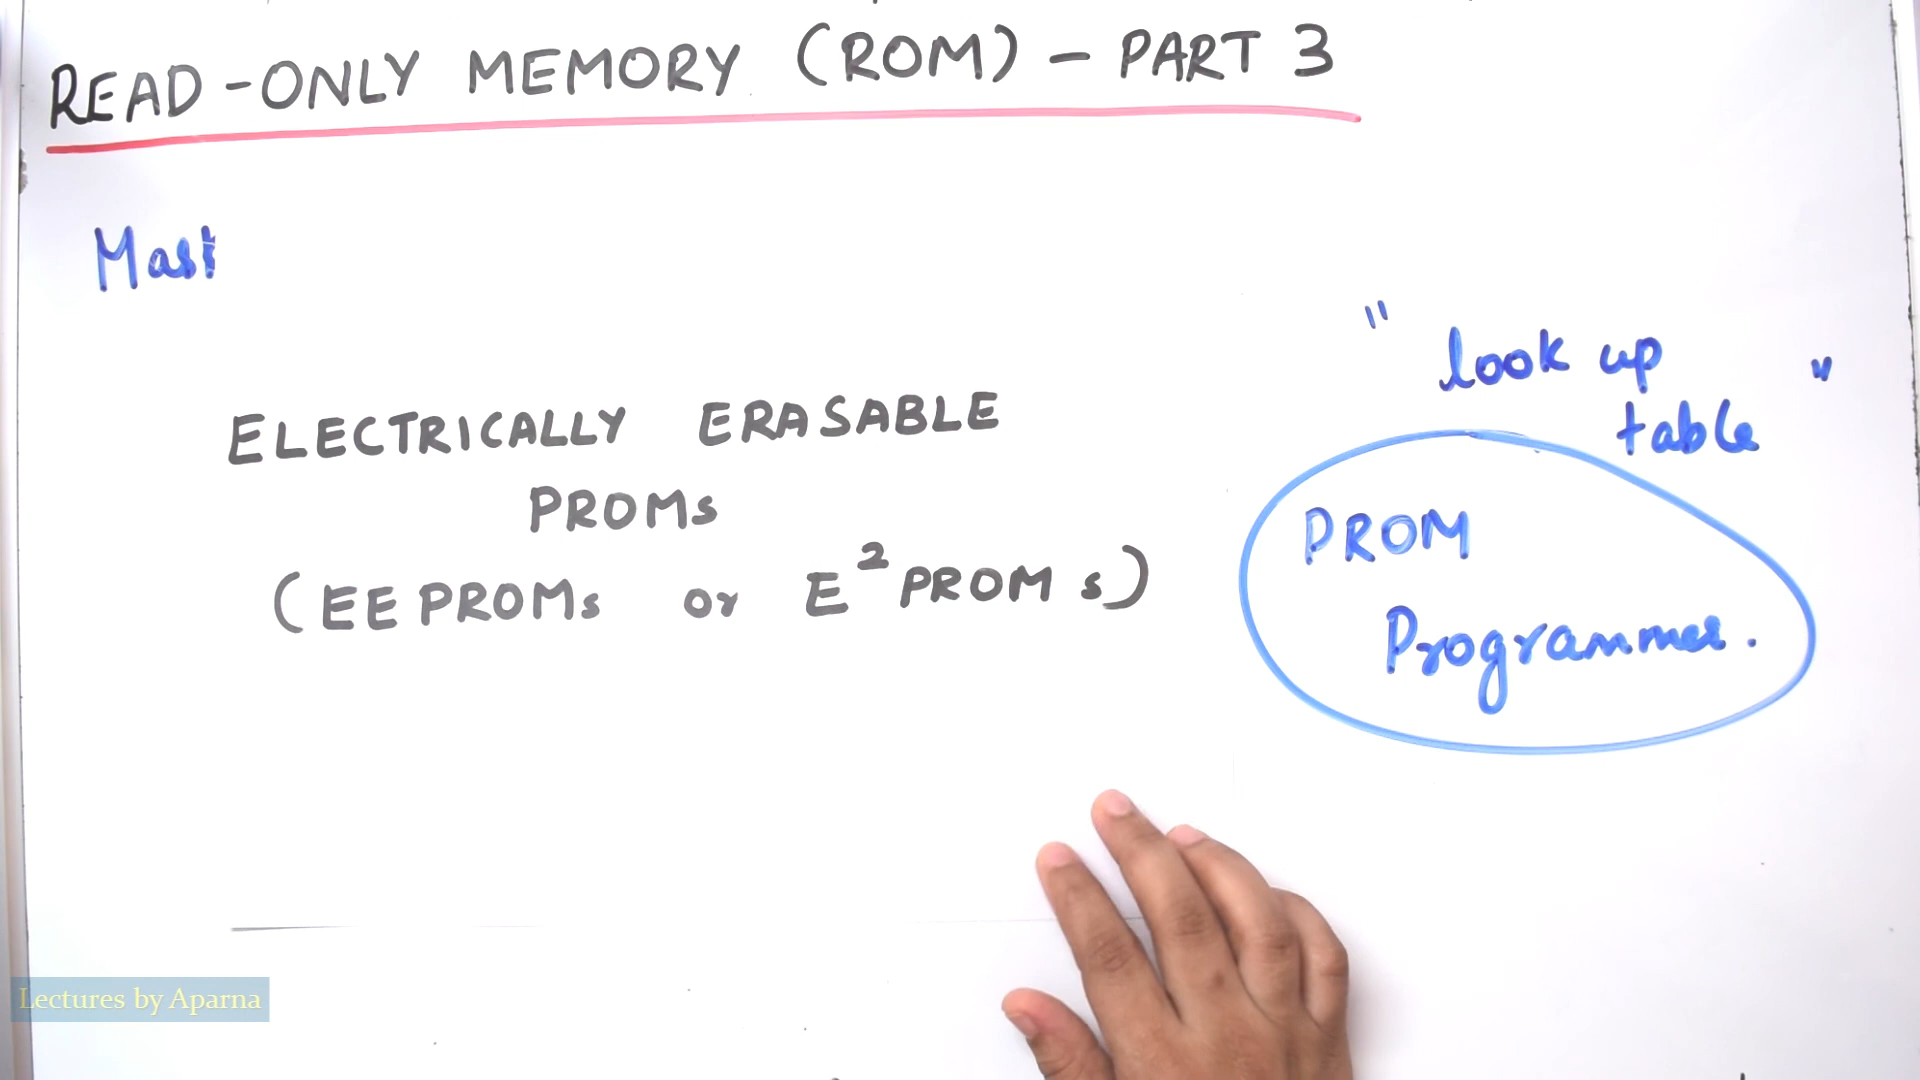 READ-ONLY MEMORY (ROM) - PART 3
" look up
table "
ELECTRICALLY ERASABLE
PROMs
(EEPROMs or E²PROMs)
PROM
Programmer.
Lectures by Aparna